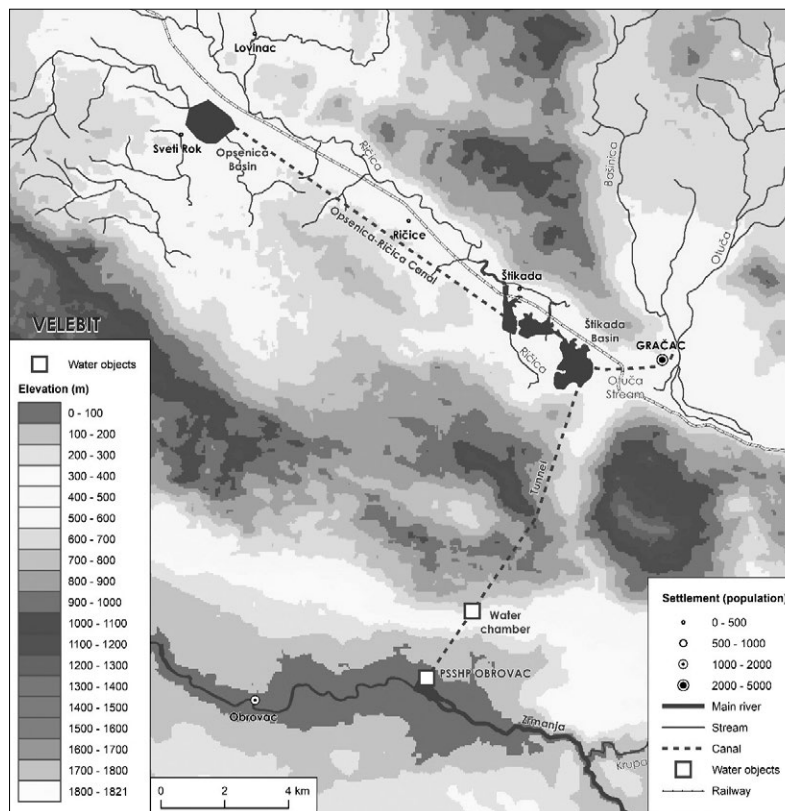 Lovinac
Sveti Rok
Opsenica
Basin
Ričica
Bašinica
Otuča
Opsenica-Ričica Canal
Ričice
Štikada
Štikada
Basin
GRAČAC
Ričica
Otuča
Stream
VELEBIT
Tunnel
Water
chamber
PSSHP OBROVAC
Obrovac
Zrmanja
Krupa
Water objects
Elevation (m)
0 - 100
100 - 200
200 - 300
300 - 400
400 - 500
500 - 600
600 - 700
700 - 800
800 - 900
900 - 1000
1000 - 1100
1100 - 1200
1200 - 1300
1300 - 1400
1400 - 1500
1500 - 1600
1600 - 1700
1700 - 1800
1800 - 1821
0 2 4 km
Settlement (population)
0 - 500
500 - 1000
1000 - 2000
2000 - 5000
Main river
Stream
Canal
Water objects
Railway